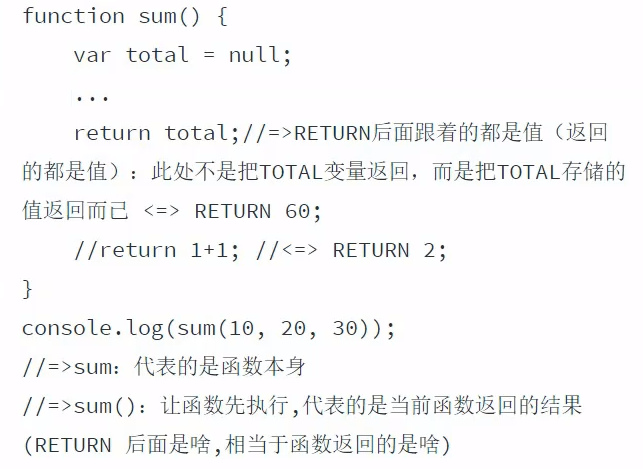 function sum() {
    var total = null;
    ...
    return total;//=>RETURN后面跟着的都是值（返回
的都是值）：此处不是把TOTAL变量返回，而是把TOTAL存储的
值返回而已 <=> RETURN 60;
    //return 1+1; //<=> RETURN 2;
}
console.log(sum(10, 20, 30));
//=>sum：代表的是函数本身
//=>sum()：让函数先执行,代表的是当前函数返回的结果
(RETURN 后面是啥,相当于函数返回的是啥)